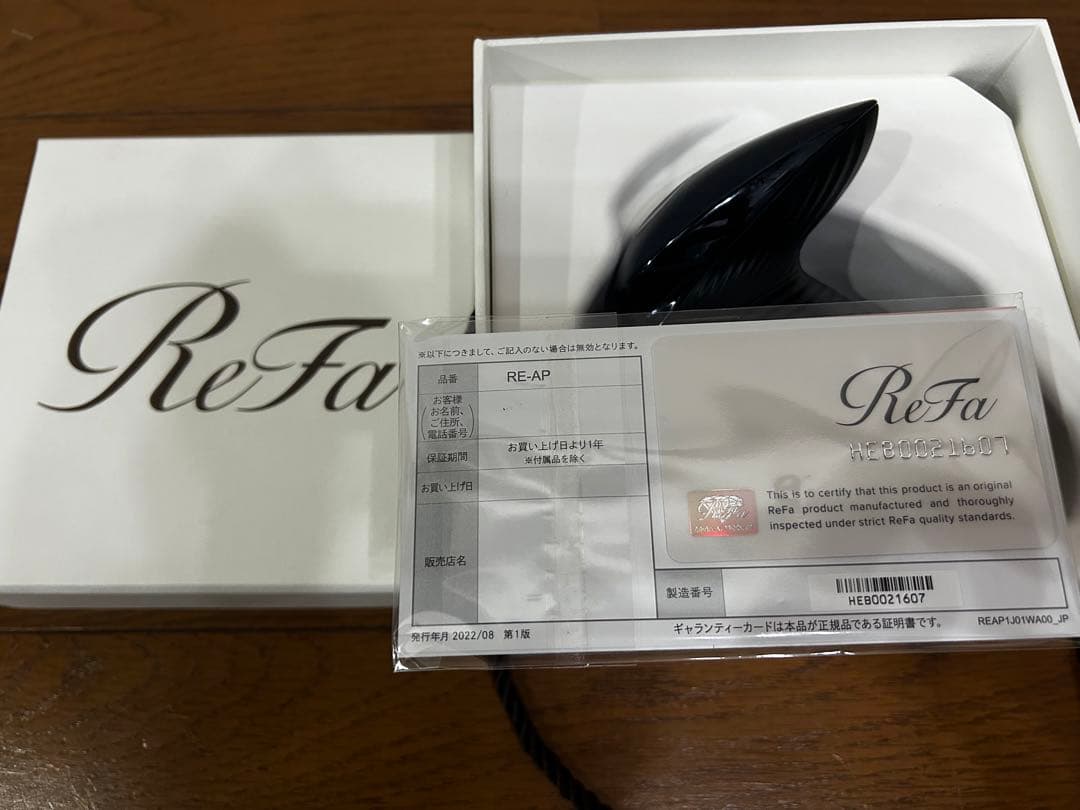 ReFa
※以下につきまして、ご記入のない場合は無効となります。
品番 RE-AP
お客様
(お名前、
ご住所、
電話番号)
保証期間 お買い上げ日より1年
※付属品を除く
お買い上げ日
販売店名
発行年月 2022/08 第1版
ReFa
HEB0021607
This is to certify that this product is an original
ReFa product manufactured and thoroughly
inspected under strict ReFa quality standards.
ReFa
製造番号 HEB0021607
ギャランティーカードは本品が正規品である証明書です。
REAP1J01WA00_JP